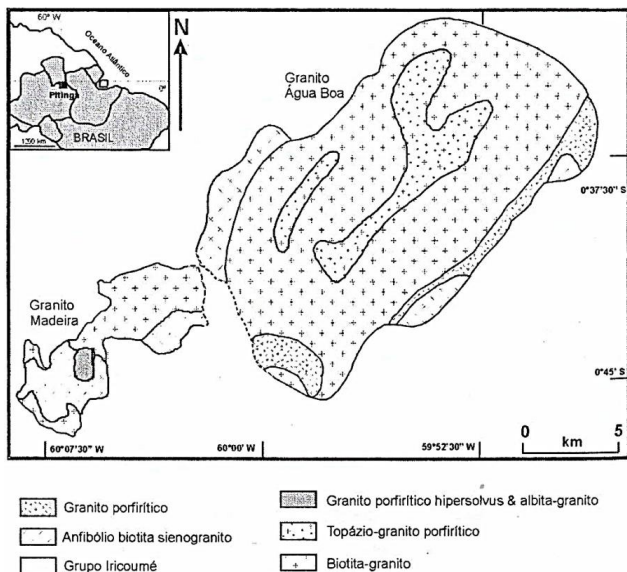 60° W
Oceano Atlântico
0°
Pitinga
BRASIL
1200 km
N
Granito
Água Boa
0°37'30" S
Granito
Madeira
0°45' S
60°07'30" W
60°00' W
59°52'30" W
0 5
km
Granito porfirítico
Anfibólio biotita sienogranito
Grupo Iricoumé
Granito porfirítico hipersolvus & albita-granito
Topázio-granito porfirítico
Biotita-granito